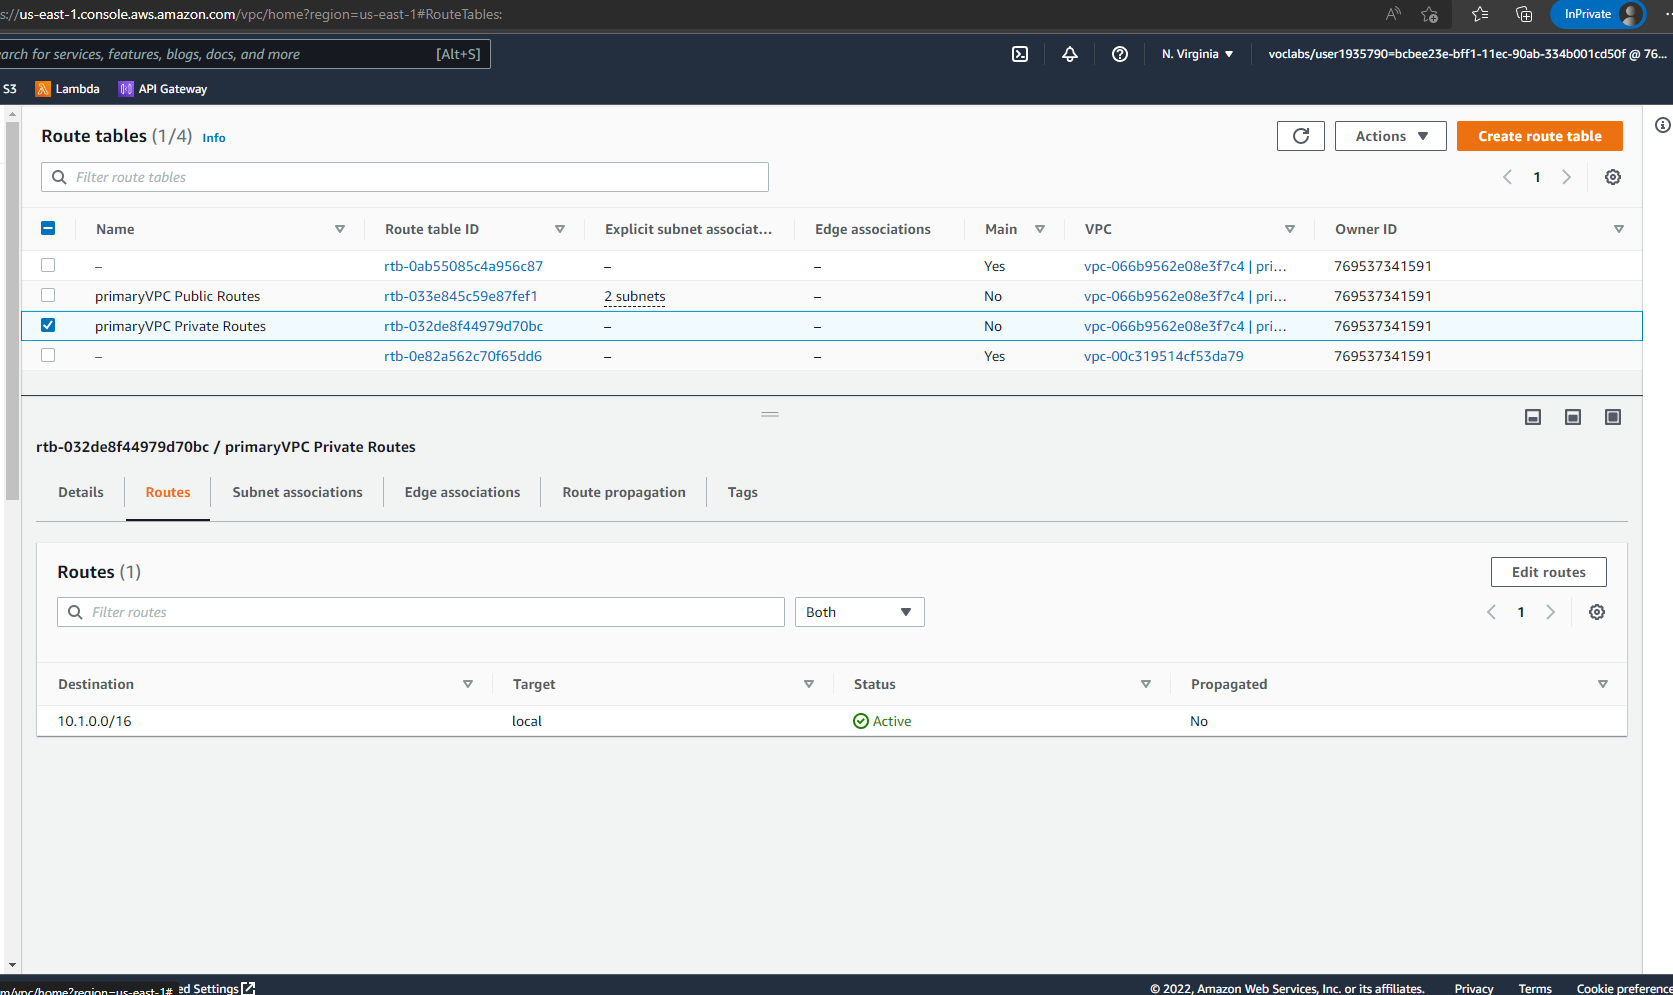 s://us-east-1.console.aws.amazon.com/vpc/home?region=us-east-1#RouteTables:
InPrivate
arch for services, features, blogs, docs, and more [Alt+S]
N. Virginia
voclabs/user1935790=bcbee23e-bff1-11ec-90ab-334b001cd50f @ 76...
S3 Lambda API Gateway
Route tables (1/4) Info
Actions
Create route table
Filter route tables
1
Name Route table ID Explicit subnet associat... Edge associations Main VPC Owner ID
– rtb-0ab55085c4a956c87 – – Yes vpc-066b9562e08e3f7c4 | pri... 769537341591
primaryVPC Public Routes rtb-033e845c59e87fef1 2 subnets – No vpc-066b9562e08e3f7c4 | pri... 769537341591
primaryVPC Private Routes rtb-032de8f44979d70bc – – No vpc-066b9562e08e3f7c4 | pri... 769537341591
– rtb-0e82a562c70f65dd6 – – Yes vpc-00c319514cf53da79 769537341591
rtb-032de8f44979d70bc / primaryVPC Private Routes
Details Routes Subnet associations Edge associations Route propagation Tags
Routes (1)
Edit routes
Filter routes
Both
1
Destination Target Status Propagated
10.1.0.0/16 local Active No
m/vpc/home?region=us-east-1#
ed Settings
© 2022, Amazon Web Services, Inc. or its affiliates. Privacy Terms Cookie preference